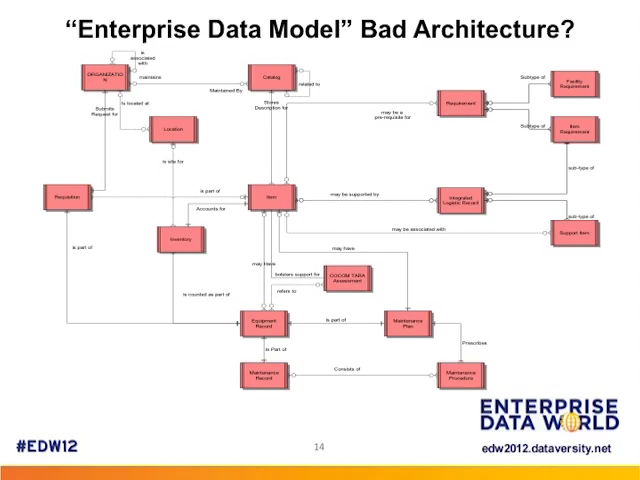 “Enterprise Data Model” Bad Architecture?
is
associated
with
ORGANIZATIO
N
maintains
Maintained By
Catalog
related to
Subtype of
Facility
Requirement
Submits
Request for
Is located at
Stores
Description for
may be a
pre-requisite for
Requirement
Location
Subtype of
Item
Requirement
Is site for
sub-type of
Requisition
is part of
Item
may be supported by
Integrated
Logistic Record
Accounts for
sub-type of
Inventory
may be associated with
Support Item
is part of
may have
may Have
bolsters support for
COCOM TARA
Assessment
refers to
is counted as part of
Equipment
Record
is part of
Maintenance
Plan
Is Part of
Prescribes
Maintenance
Record
Consists of
Maintenance
Procedure
ENTERPRISE
DATA WORLD
#EDW12
14
edw2012.dataversity.net